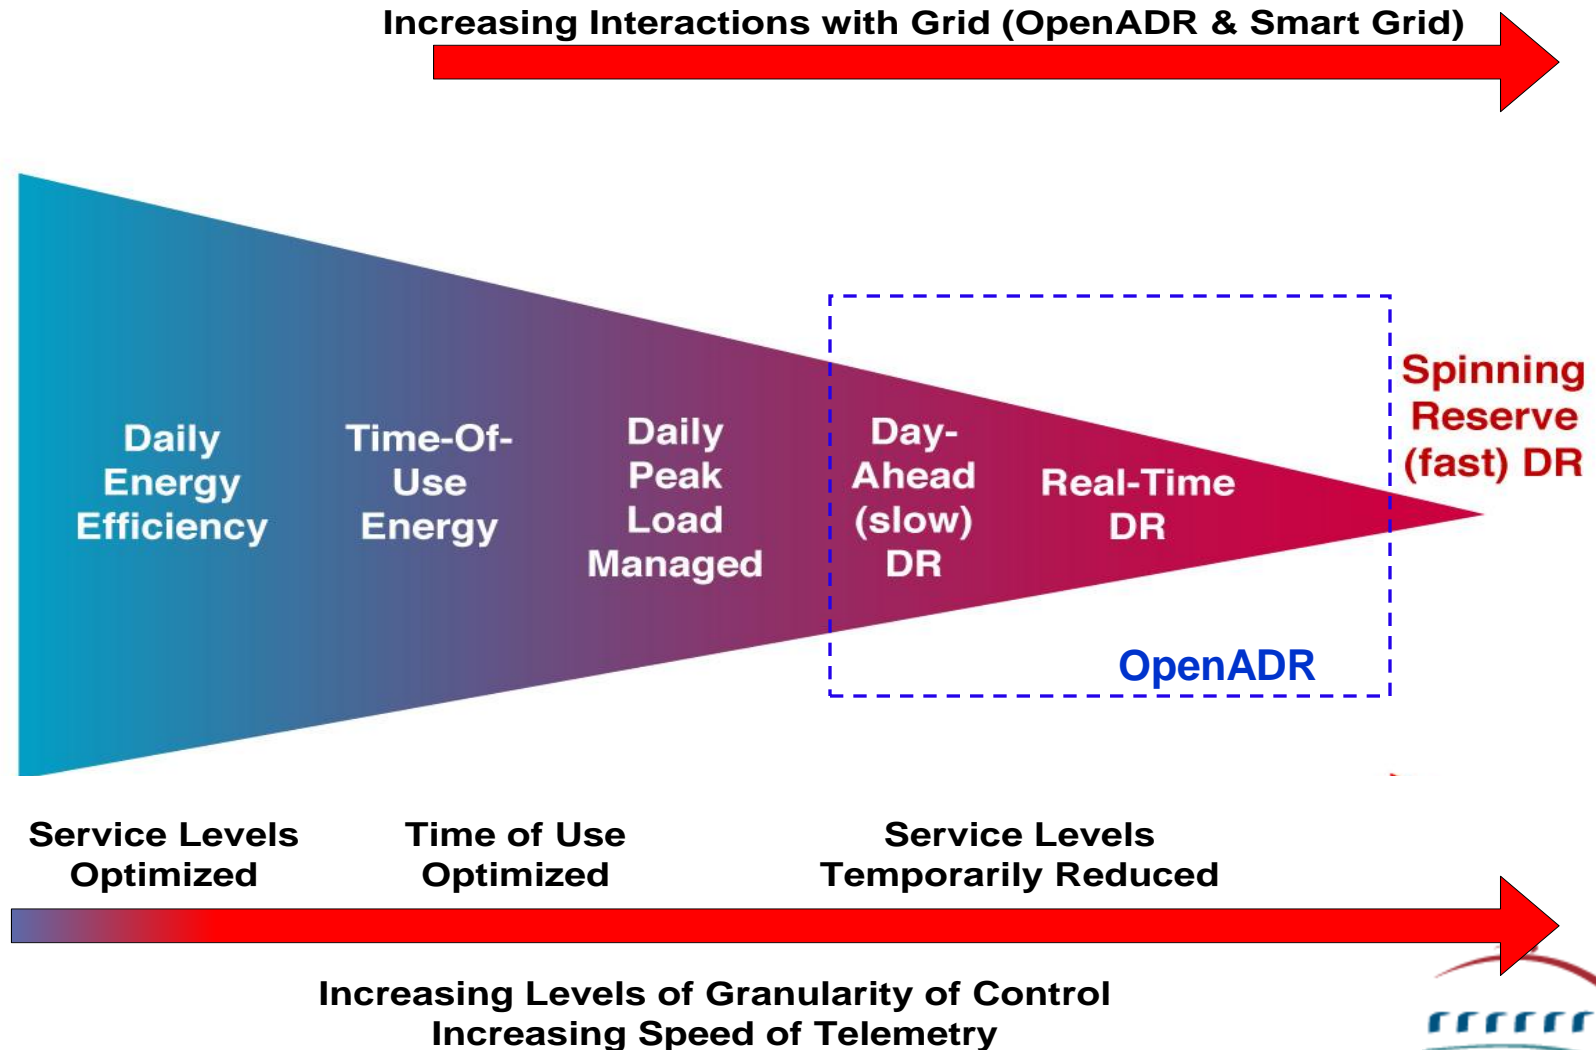 Increasing Interactions with Grid (OpenADR & Smart Grid)
Daily
Energy
Efficiency
Time-Of-
Use
Energy
Daily
Peak
Load
Managed
Day-
Ahead
(slow)
DR
Real-Time
DR
Spinning
Reserve
(fast) DR
OpenADR
Service Levels
Optimized
Time of Use
Optimized
Service Levels
Temporarily Reduced
Increasing Levels of Granularity of Control
Increasing Speed of Telemetry